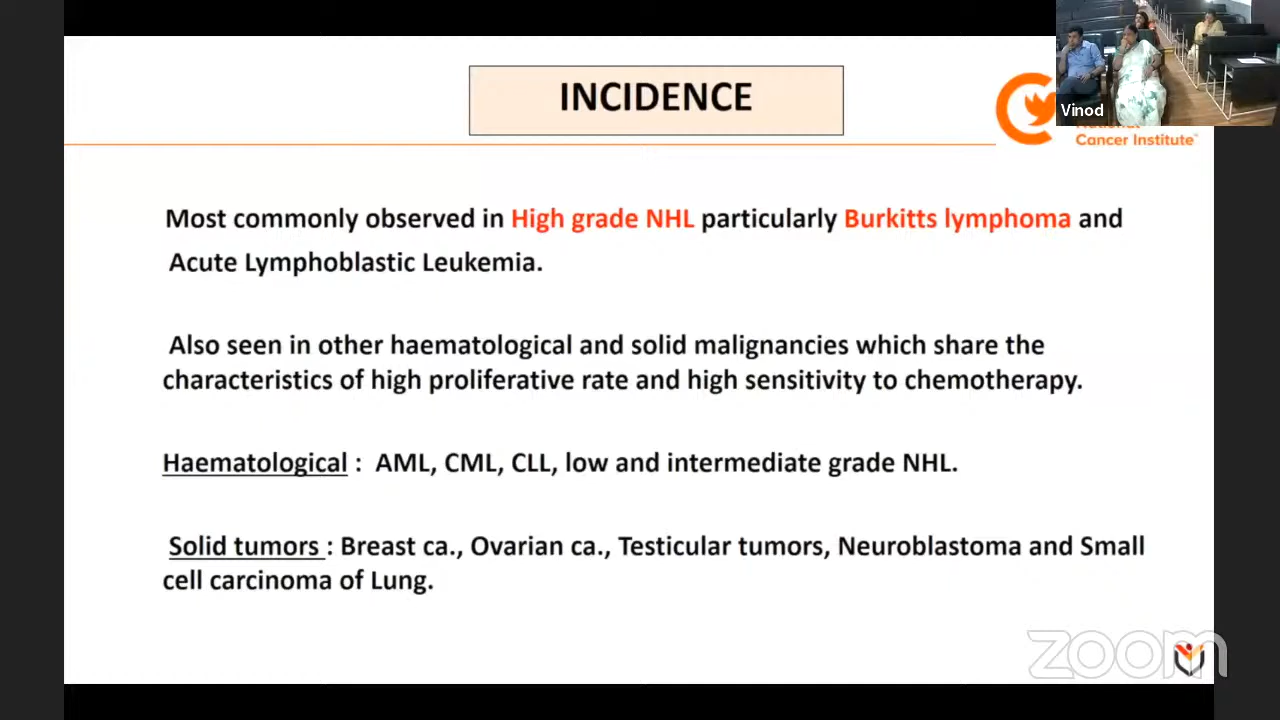 INCIDENCE
Vinod
Cancer Institute
Most commonly observed in High grade NHL particularly Burkitts lymphoma and
Acute Lymphoblastic Leukemia.
Also seen in other haematological and solid malignancies which share the
characteristics of high proliferative rate and high sensitivity to chemotherapy.
Haematological : AML, CML, CLL, low and intermediate grade NHL.
Solid tumors : Breast ca., Ovarian ca., Testicular tumors, Neuroblastoma and Small
cell carcinoma of Lung.
zoom